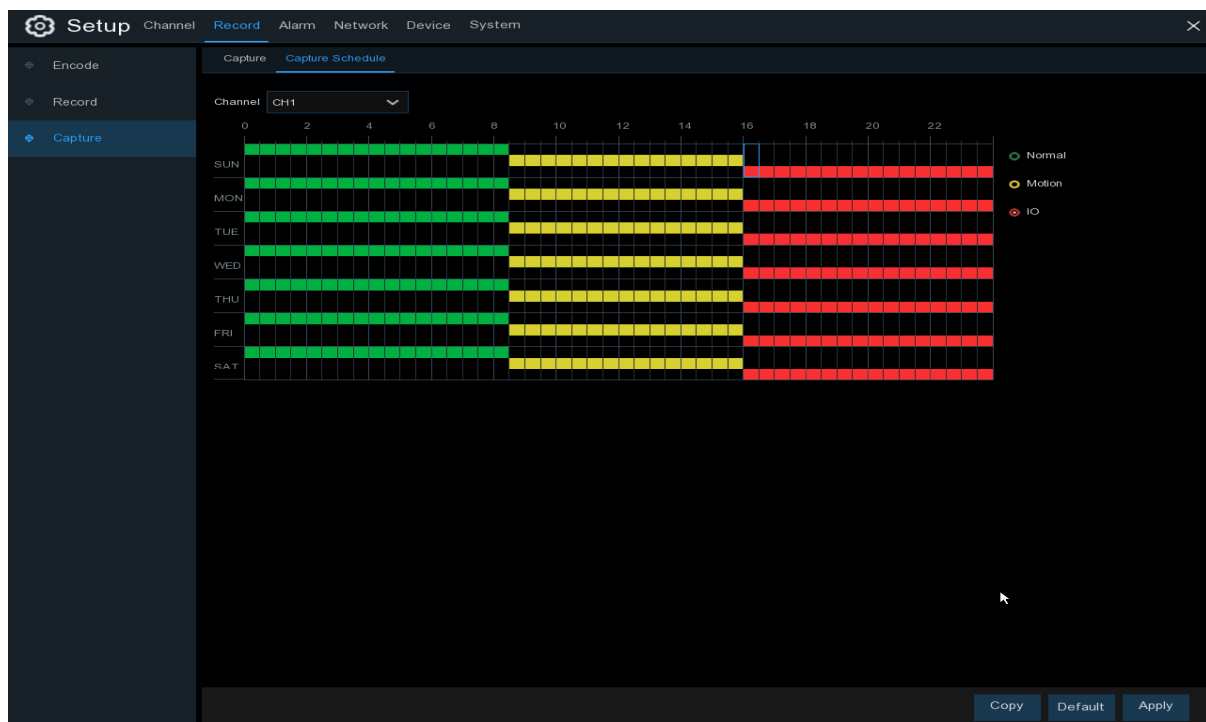 Setup Channel Record Alarm Network Device System
Encode
Record
Capture
Capture Capture Schedule
Channel CH1
0 2 4 6 8 10 12 14 16 18 20 22
SUN
MON
TUE
WED
THU
FRI
SAT
Normal
Motion
IO
Copy Default Apply